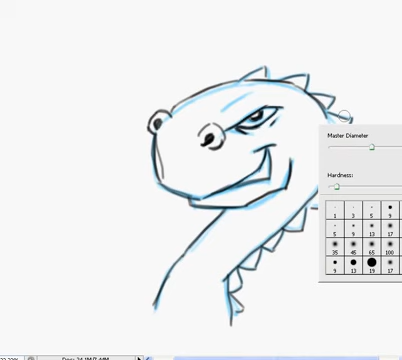 Master Diameter
Hardness:
1 3 5 9
5 9 13 17
35 45 65 100
9 13 19 17